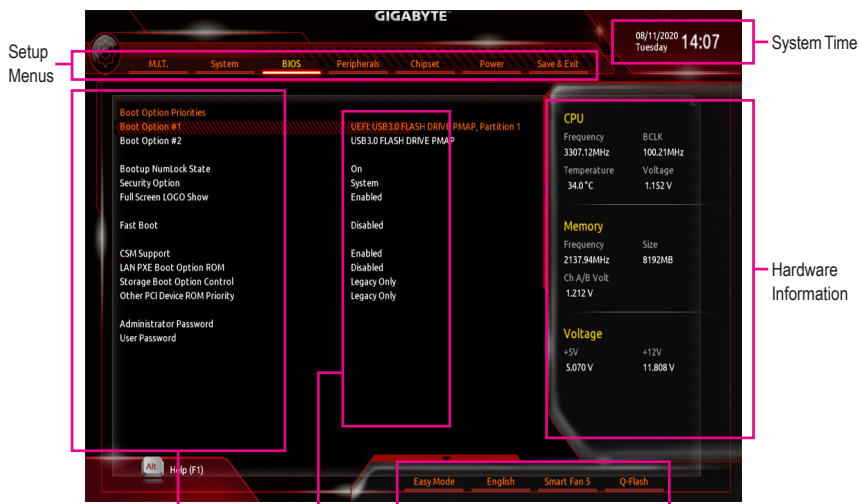 GIGABYTE™
08/11/2020 14:07
Tuesday
System Time
Setup
Menus
M.I.T. System BIOS Peripherals Chipset Power Save & Exit
Boot Option Priorities
Boot Option #1 UEFI: USB3.0 FLASH DRIVE PMAP, Partition 1
Boot Option #2 USB3.0 FLASH DRIVE PMAP
Bootup NumLock State On
Security Option System
Full Screen LOGO Show Enabled
Fast Boot Disabled
CSM Support Enabled
LAN PXE Boot Option ROM Disabled
Storage Boot Option Control Legacy Only
Other PCI Device ROM Priority Legacy Only
Administrator Password
User Password
CPU
Frequency BCLK
3307.12MHz 100.21MHz
Temperature Voltage
34.0 °C 1.152 V
Memory
Frequency Size
2137.94MHz 8192MB
Ch A/B Volt
1.212 V
Voltage
+5V +12V
5.070 V 11.808 V
Hardware
Information
Alt Help (F1)
Easy Mode English Smart Fan 5 Q-Flash